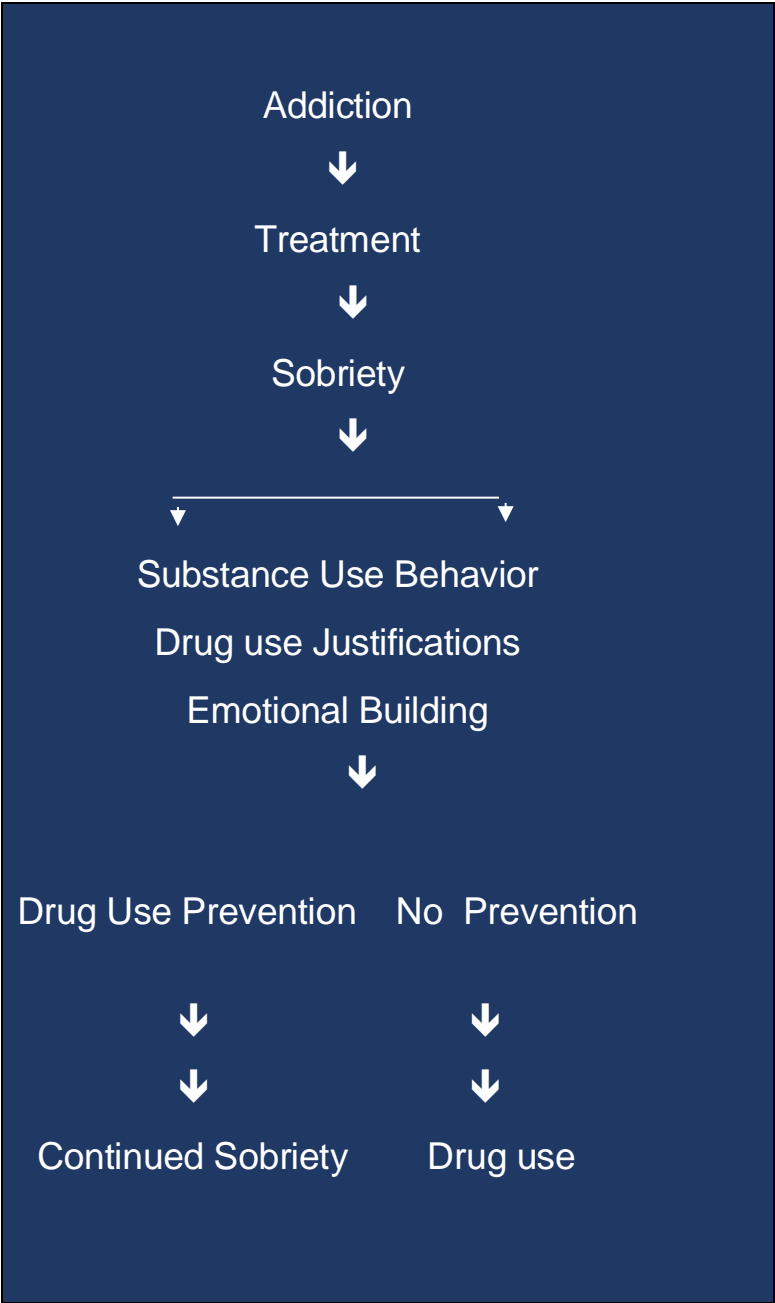 Addiction
Treatment
Sobriety
Substance Use Behavior
Drug use Justifications
Emotional Building
Drug Use Prevention No Prevention
Continued Sobriety Drug use